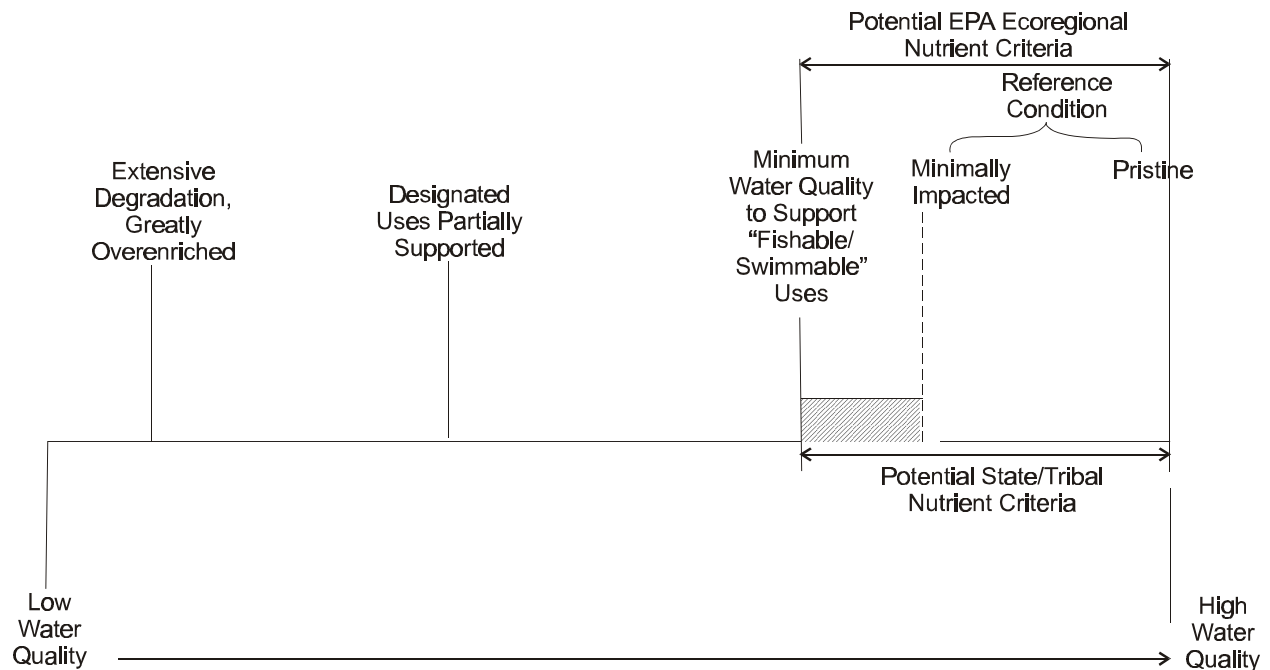 Potential EPA Ecoregional
Nutrient Criteria
Reference
Condition
Extensive
Degradation,
Greatly
Overenriched
Designated
Uses Partially
Supported
Minimum
Water Quality
to Support
“Fishable/
Swimmable”
Uses
Minimally
Impacted
Pristine
Potential State/Tribal
Nutrient Criteria
Low
Water
Quality
High
Water
Quality